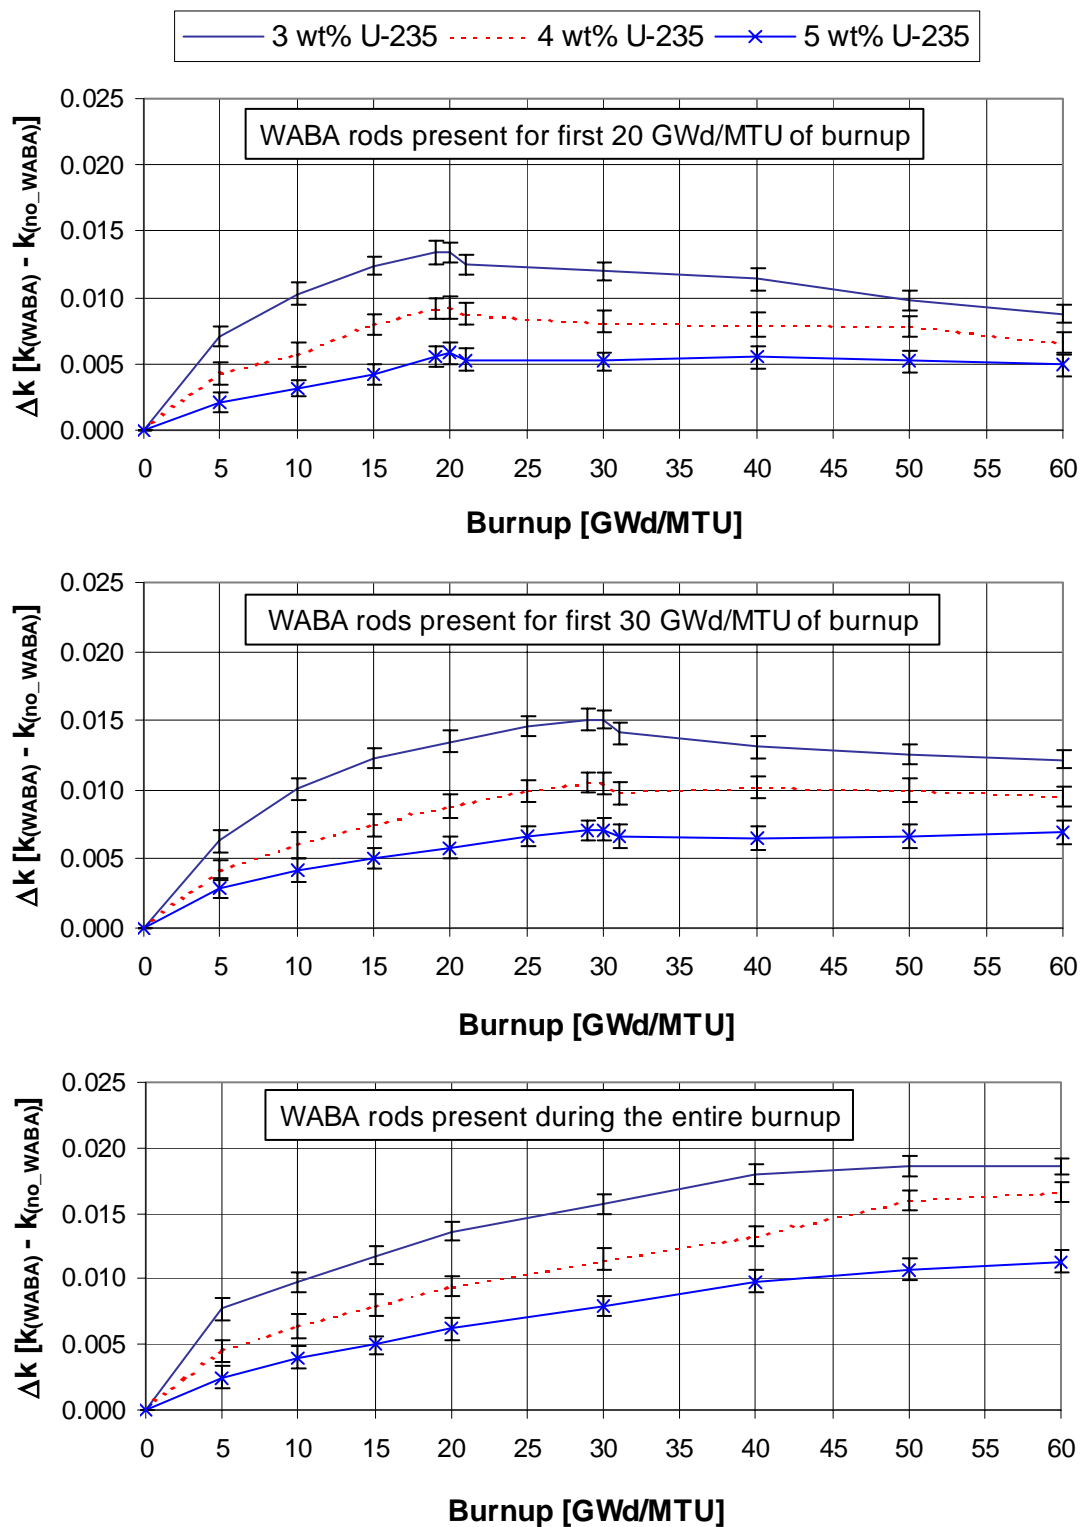 3 wt% U-235 4 wt% U-235 5 wt% U-235
WABA rods present for first 20 GWd/MTU of burnup
Δk [k(WABA) - k(no_WABA)]
0.025
0.020
0.015
0.010
0.005
0.000
0 5 10 15 20 25 30 35 40 45 50 55 60
Burnup [GWd/MTU]
WABA rods present for first 30 GWd/MTU of burnup
Δk [k(WABA) - k(no_WABA)]
0.025
0.020
0.015
0.010
0.005
0.000
0 5 10 15 20 25 30 35 40 45 50 55 60
Burnup [GWd/MTU]
WABA rods present during the entire burnup
Δk [k(WABA) - k(no_WABA)]
0.025
0.020
0.015
0.010
0.005
0.000
0 5 10 15 20 25 30 35 40 45 50 55 60
Burnup [GWd/MTU]